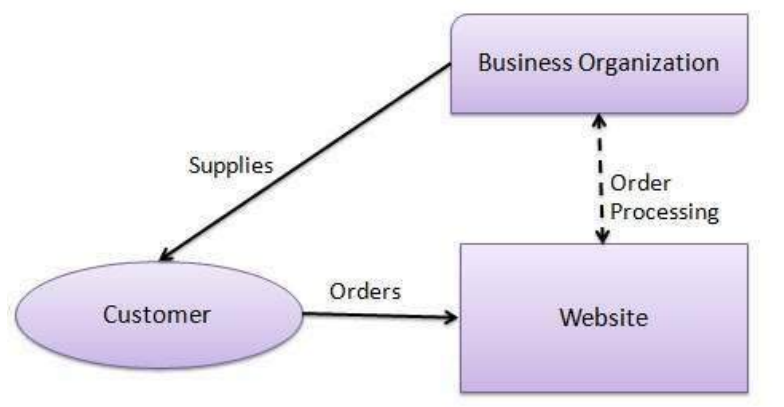 Business Organization
Supplies
Order
Processing
Orders
Customer
Website